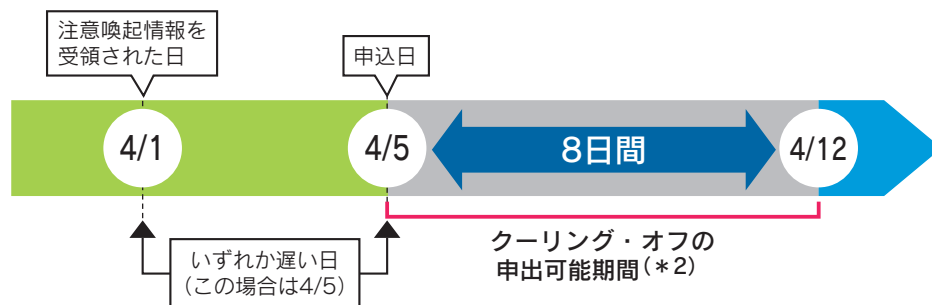 注意喚起情報を
受領された日
申込日
4/1
4/5
8日間
4/12
いずれか遅い日
(この場合は4/5)
クーリング・オフの
申出可能期間(*2)